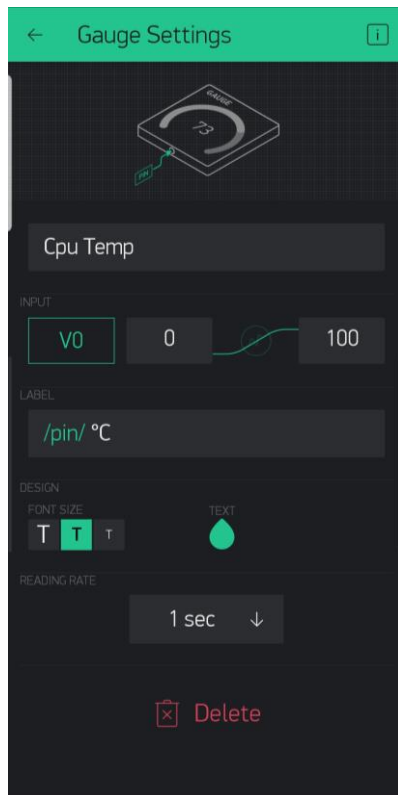 ← Gauge Settings i
GAUGE
73
PIN
Cpu Temp
INPUT
V0 0 100
LABEL
/pin/ °C
DESIGN
FONT SIZE TEXT
T T T
READING RATE
1 sec ↓
Delete